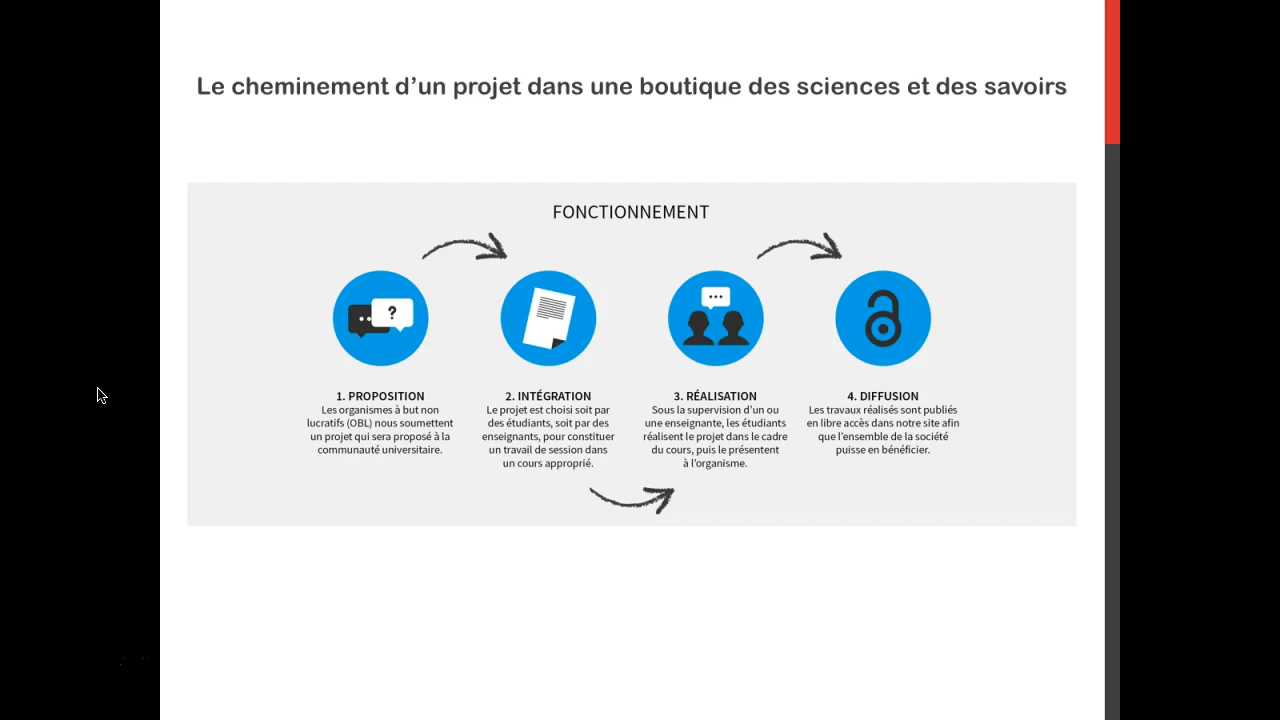 Le cheminement d’un projet dans une boutique des sciences et des savoirs
FONCTIONNEMENT
?
1. PROPOSITION
Les organismes à but non
lucratifs (OBL) nous soumettent
un projet qui sera proposé à la
communauté universitaire.
2. INTÉGRATION
Le projet est choisi soit par
des étudiants, soit par des
enseignants, pour constituer
un travail de session dans
un cours approprié.
3. RÉALISATION
Sous la supervision d’un ou
une enseignante, les étudiants
réalisent le projet dans le cadre
du cours, puis le présentent
à l’organisme.
4. DIFFUSION
Les travaux réalisés sont publiés
en libre accès dans notre site afin
que l’ensemble de la société
puisse en bénéficier.